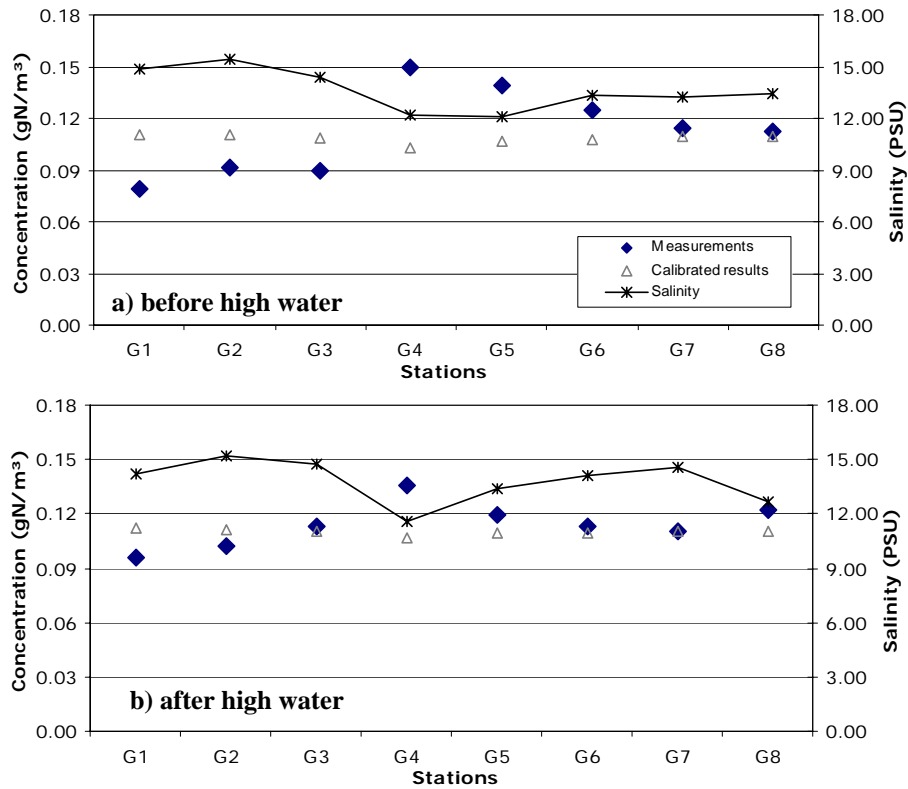 0.18
0.15
0.12
0.09
0.06
0.03
0.00
Concentration (gN/m³)
18.00
15.00
12.00
9.00
6.00
3.00
0.00
Salinity (PSU)
Measurements
Calibrated results
Salinity
a) before high water
G1 G2 G3 G4 G5 G6 G7 G8
Stations
0.18
0.15
0.12
0.09
0.06
0.03
0.00
Concentration (gN/m³)
18.00
15.00
12.00
9.00
6.00
3.00
0.00
Salinity (PSU)
b) after high water
G1 G2 G3 G4 G5 G6 G7 G8
Stations